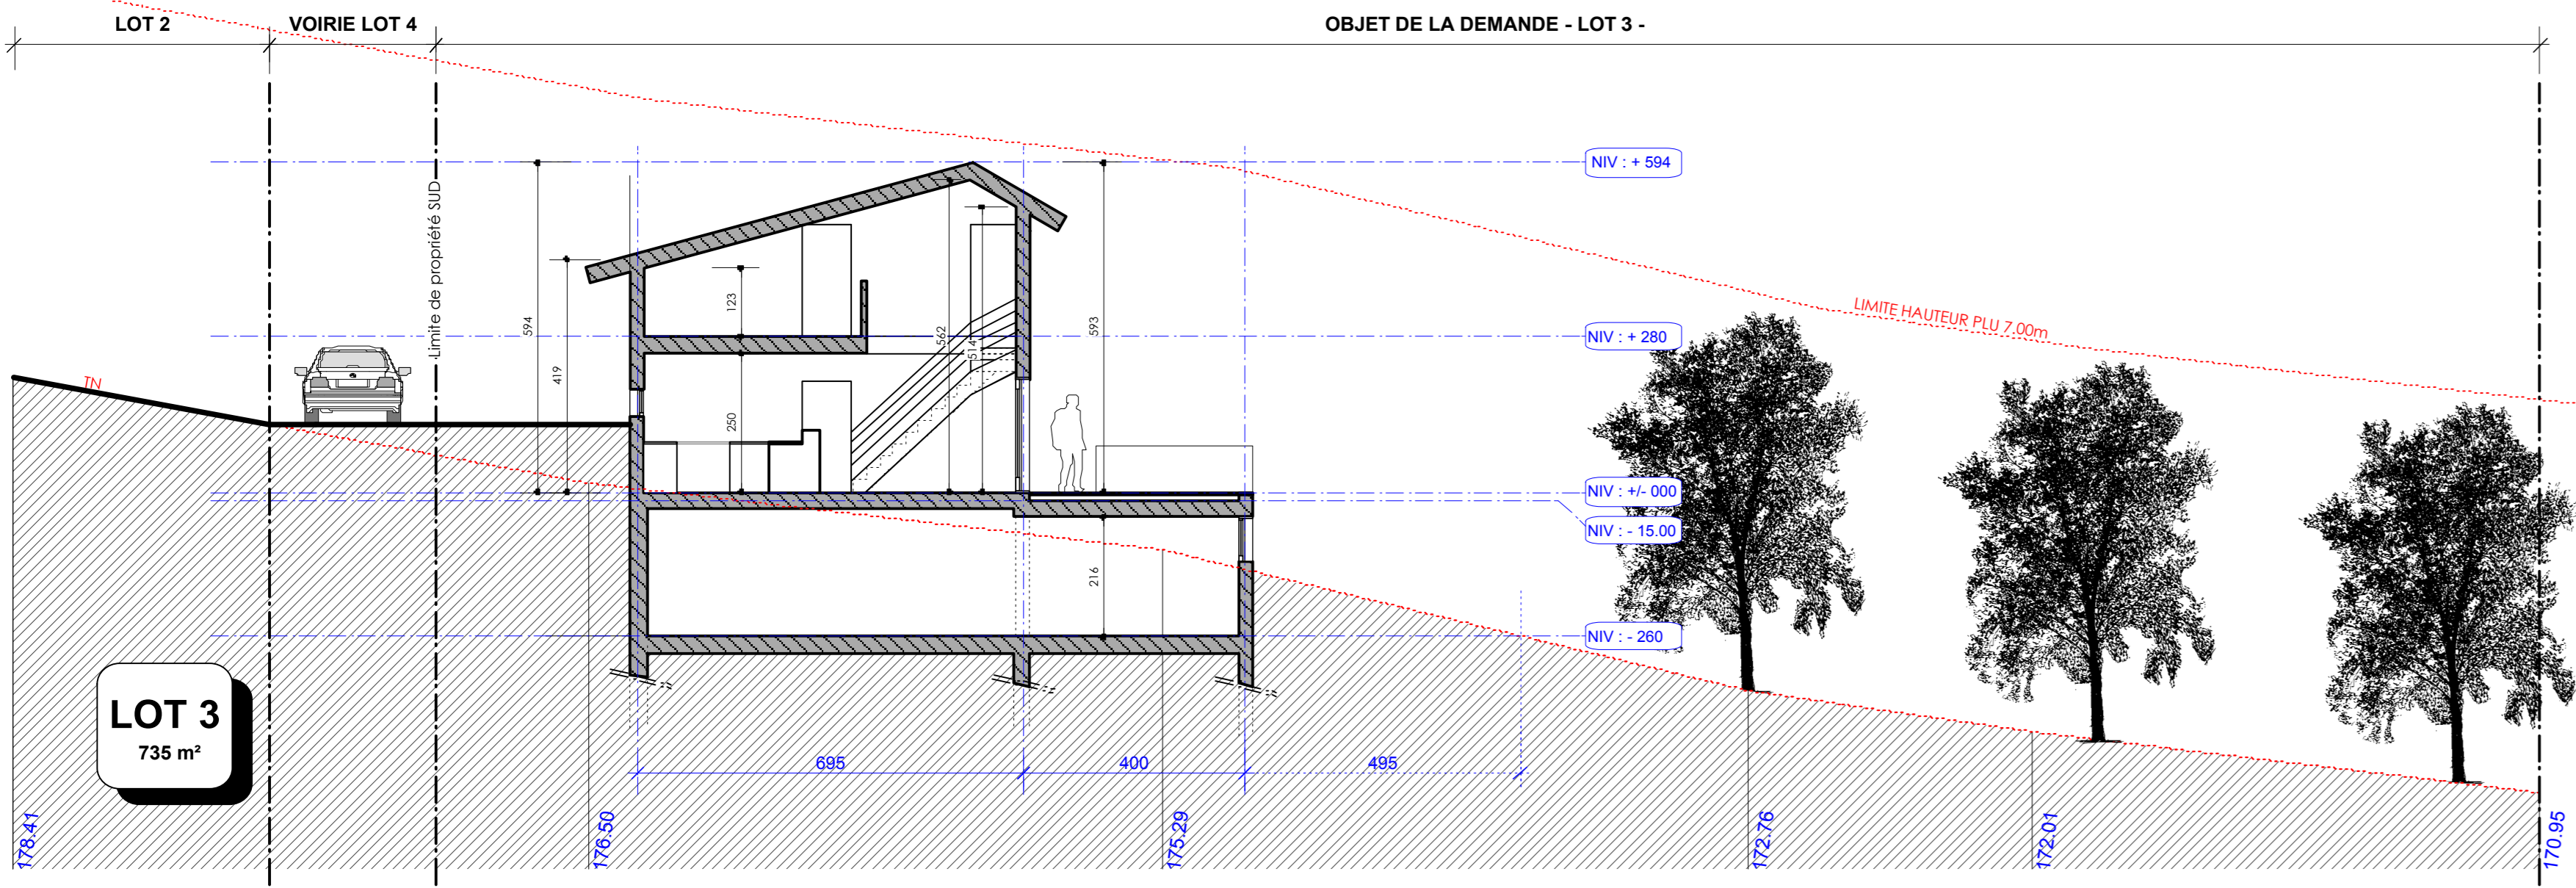 LOT 2
VOIRIE LOT 4
OBJET DE LA DEMANDE - LOT 3 -
NIV : + 594
Limite de propriété SUD
LIMITE HAUTEUR PLU 7.00m
594
419
123
562
514
593
NIV : + 280
TN
250
NIV : +/- 000
NIV : - 15.00
216
NIV : - 260
LOT 3
735 m²
695
400
495
178.41
176.50
175.29
172.76
172.01
170.95